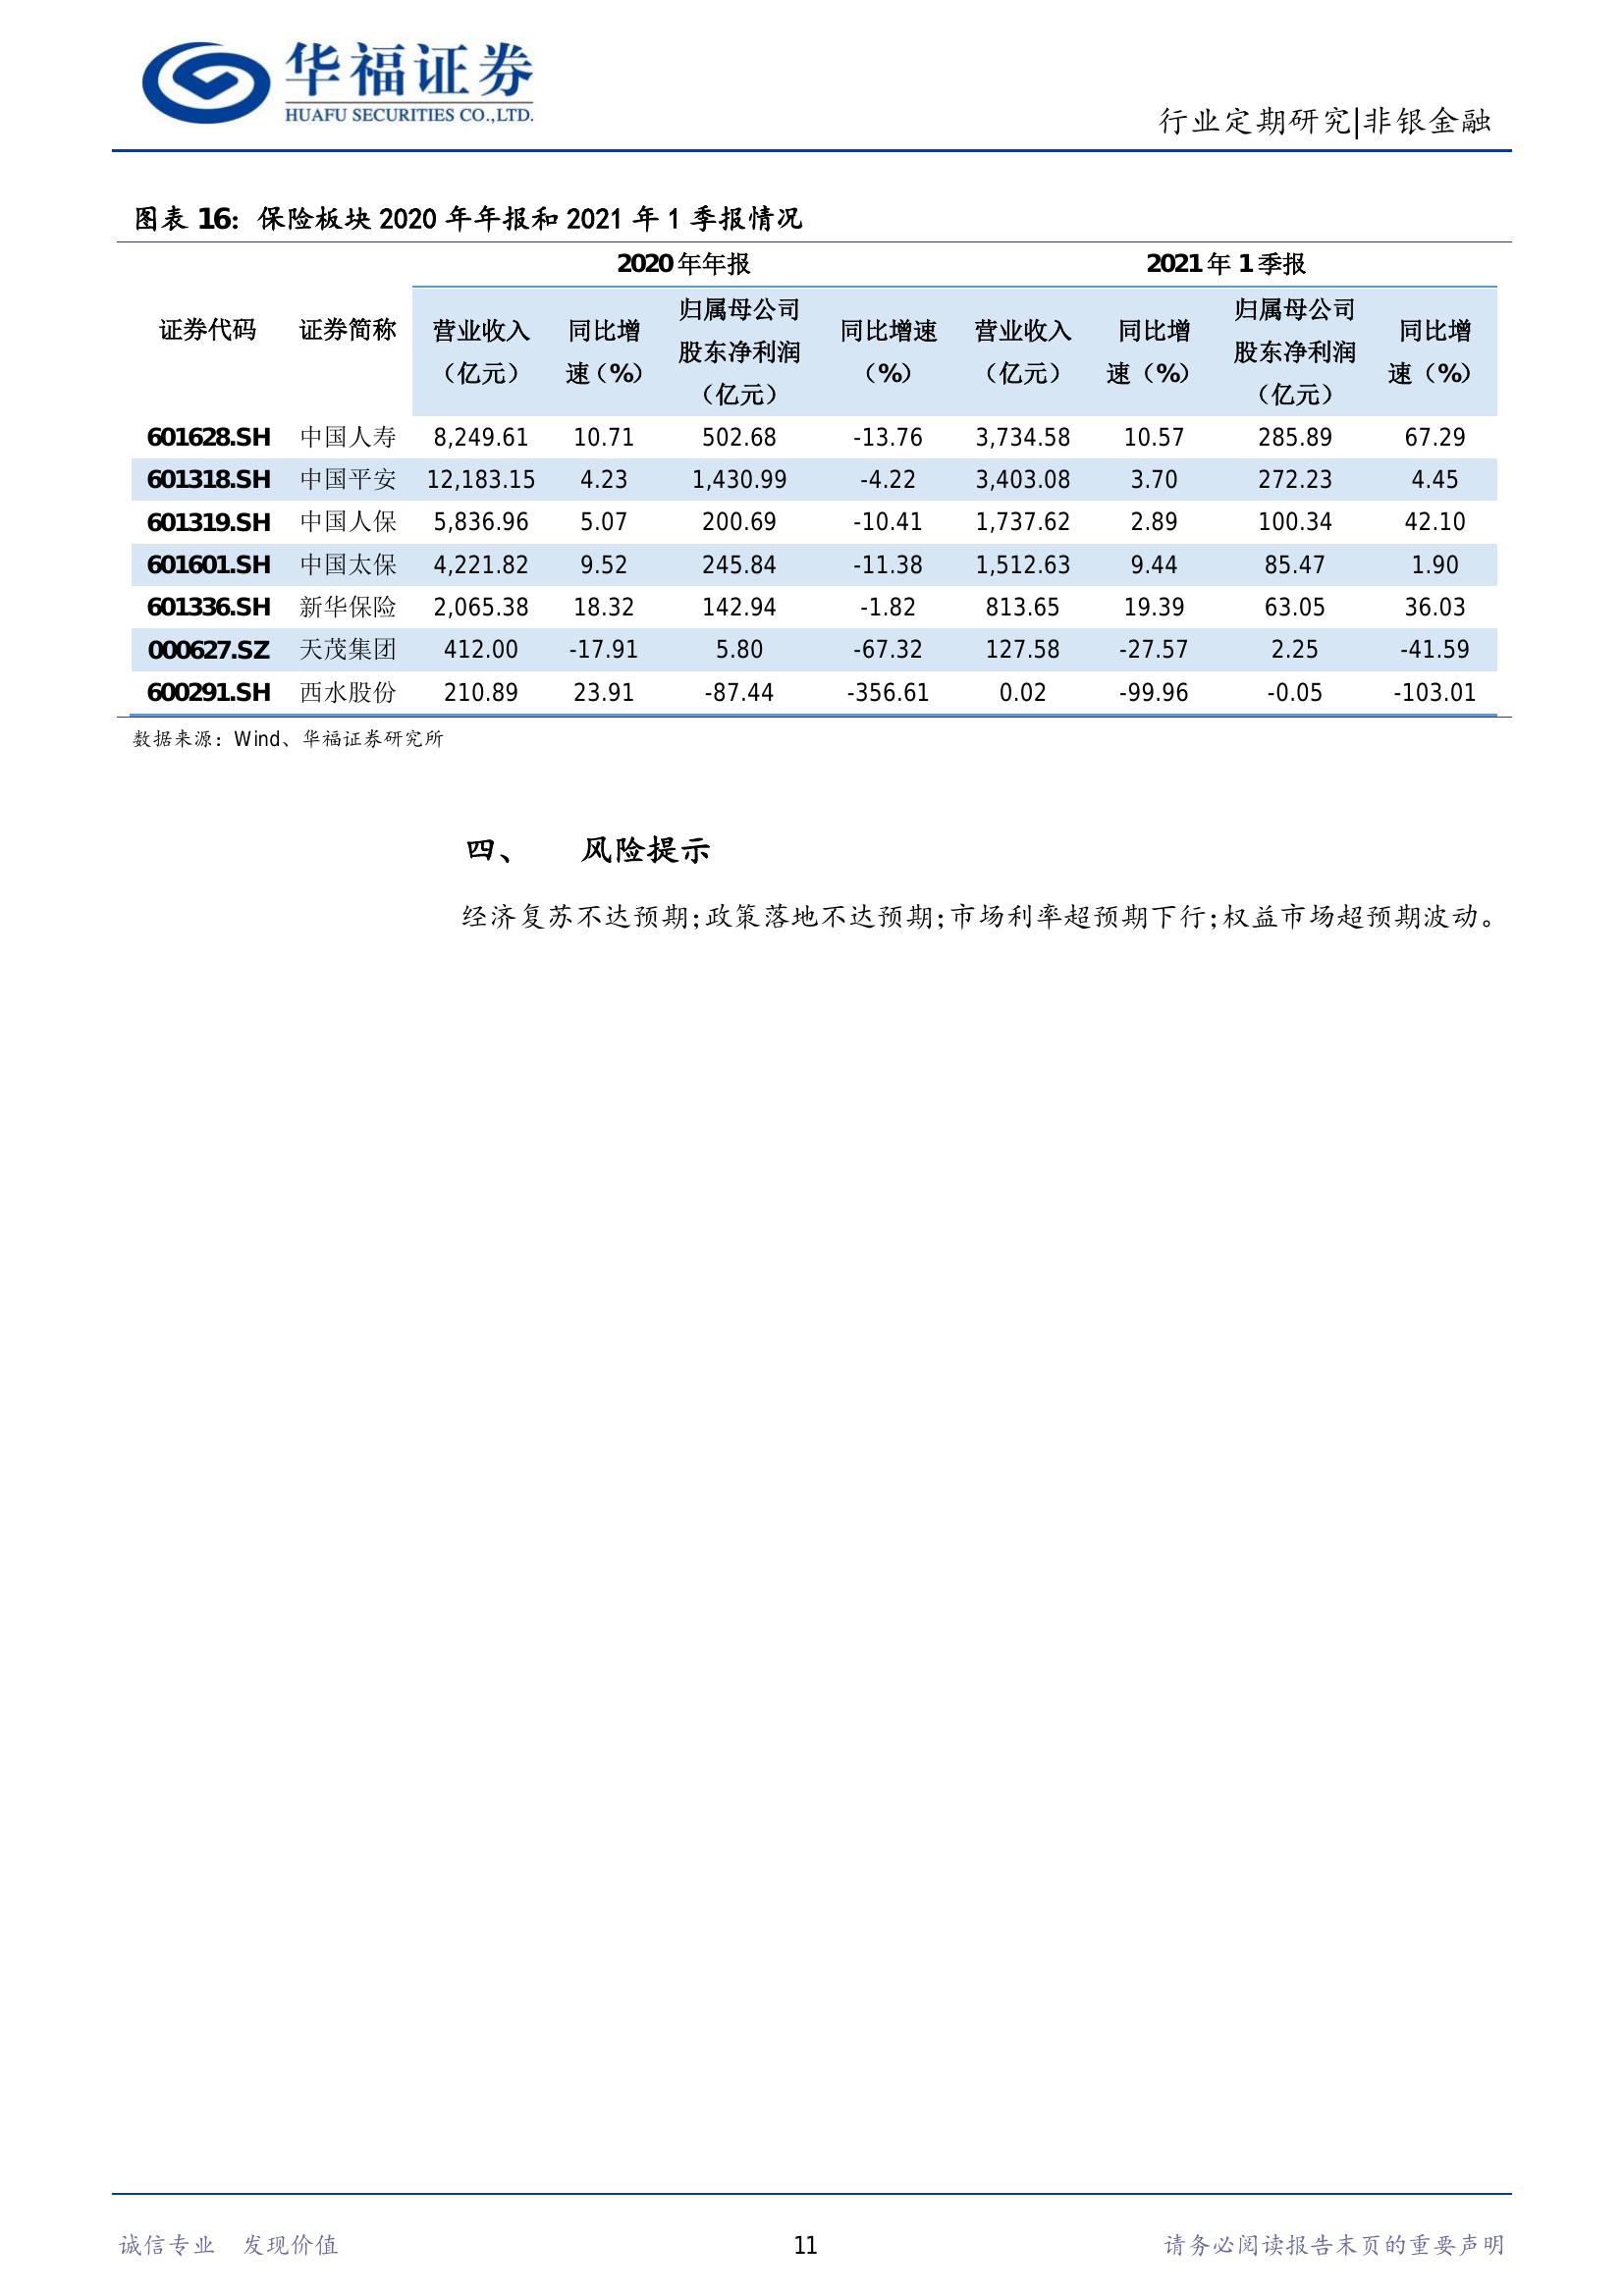 华福证券
HUAFU SECURITIES CO.,LTD.
行业定期研究|非银金融
图表 16：保险板块 2020 年年报和 2021 年 1 季报情况
2020 年年报 2021 年 1 季报
证券代码 证券简称 营业收入（亿元） 同比增速（%） 归属母公司股东净利润（亿元） 同比增速（%） 营业收入（亿元） 同比增速（%） 归属母公司股东净利润（亿元） 同比增速（%）
601628.SH 中国人寿 8,249.61 10.71 502.68 -13.76 3,734.58 10.57 285.89 67.29
601318.SH 中国平安 12,183.15 4.23 1,430.99 -4.22 3,403.08 3.70 272.23 4.45
601319.SH 中国人保 5,836.96 5.07 200.69 -10.41 1,737.62 2.89 100.34 42.10
601601.SH 中国太保 4,221.82 9.52 245.84 -11.38 1,512.63 9.44 85.47 1.90
601336.SH 新华保险 2,065.38 18.32 142.94 -1.82 813.65 19.39 63.05 36.03
000627.SZ 天茂集团 412.00 -17.91 5.80 -67.32 127.58 -27.57 2.25 -41.59
600291.SH 西水股份 210.89 23.91 -87.44 -356.61 0.02 -99.96 -0.05 -103.01
数据来源：Wind、华福证券研究所
四、 风险提示
经济复苏不达预期；政策落地不达预期；市场利率超预期下行；权益市场超预期波动。
诚信专业 发现价值 11 请务必阅读报告末页的重要声明